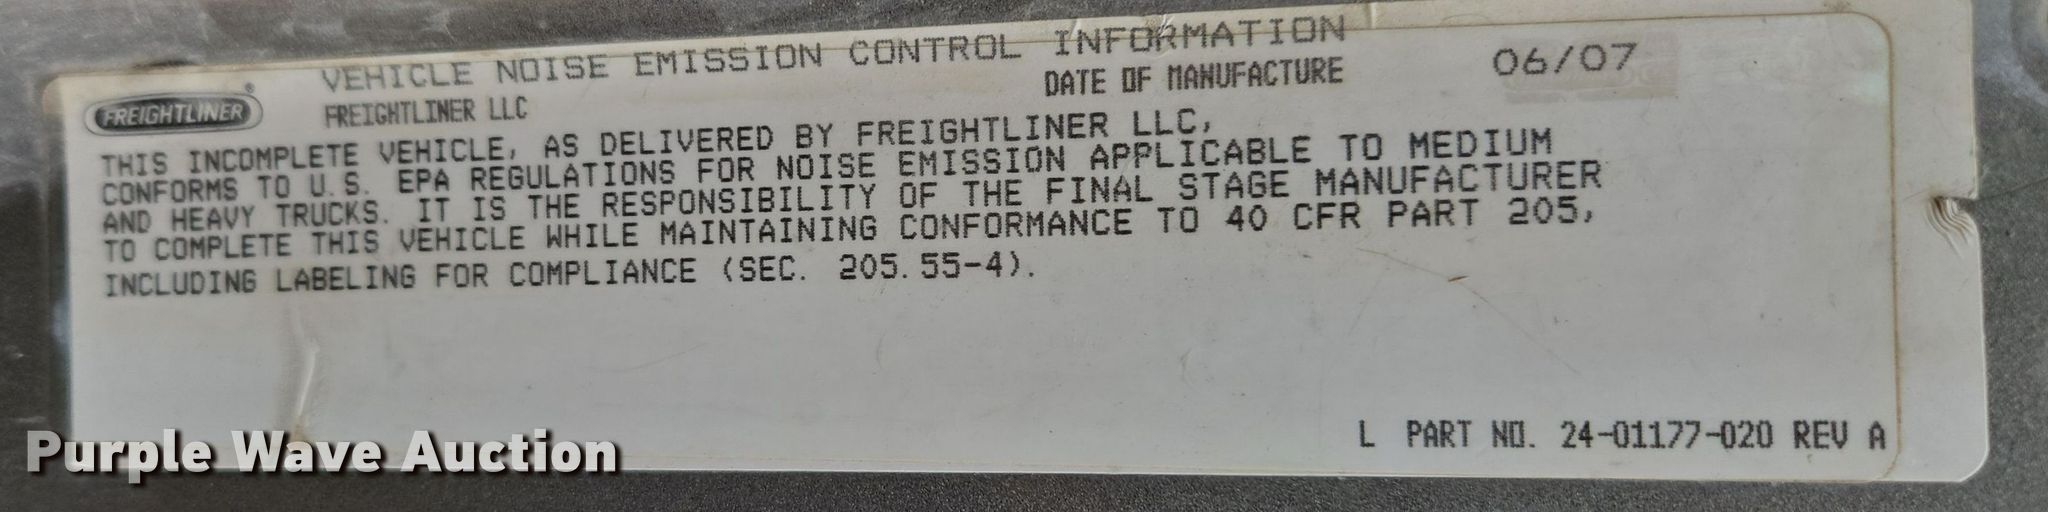 VEHICLE NOISE EMISSION CONTROL INFORMATION
FREIGHTLINER®
FREIGHTLINER LLC
DATE OF MANUFACTURE 06/07
THIS INCOMPLETE VEHICLE, AS DELIVERED BY FREIGHTLINER LLC,
CONFORMS TO U.S. EPA REGULATIONS FOR NOISE EMISSION APPLICABLE TO MEDIUM
AND HEAVY TRUCKS. IT IS THE RESPONSIBILITY OF THE FINAL STAGE MANUFACTURER
TO COMPLETE THIS VEHICLE WHILE MAINTAINING CONFORMANCE TO 40 CFR PART 205,
INCLUDING LABELING FOR COMPLIANCE (SEC. 205.55-4).
L PART NO. 24-01177-020 REV A
Purple Wave Auction